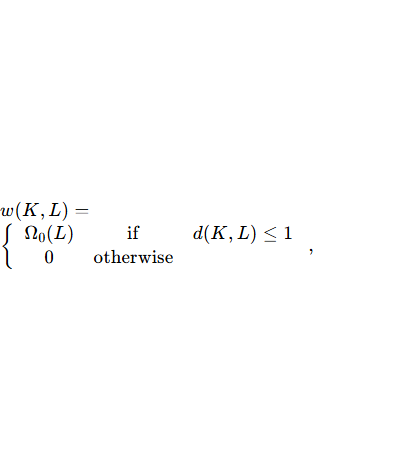 w(K, L) =
{ Ω₀(L) if d(K, L) ≤ 1
0 otherwise ,